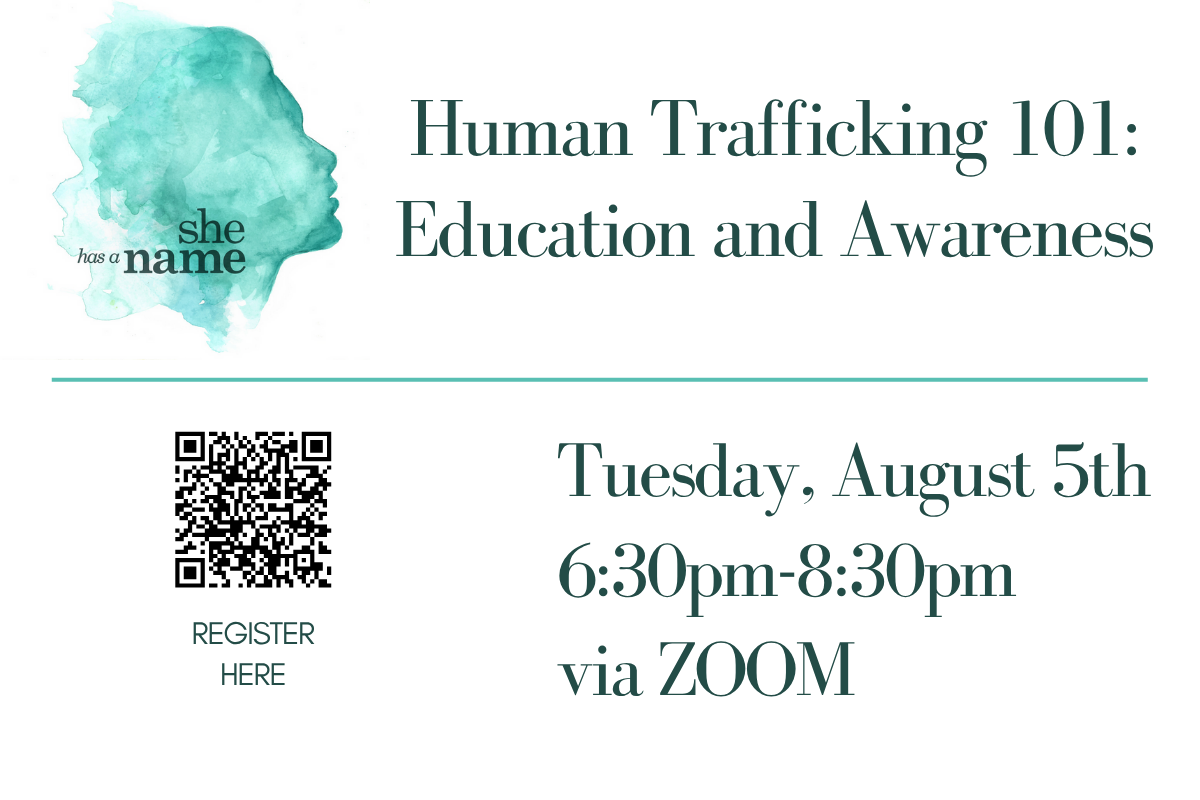 she
has a name
Human Trafficking 101:
Education and Awareness
REGISTER
HERE
Tuesday, August 5th
6:30pm-8:30pm
via ZOOM